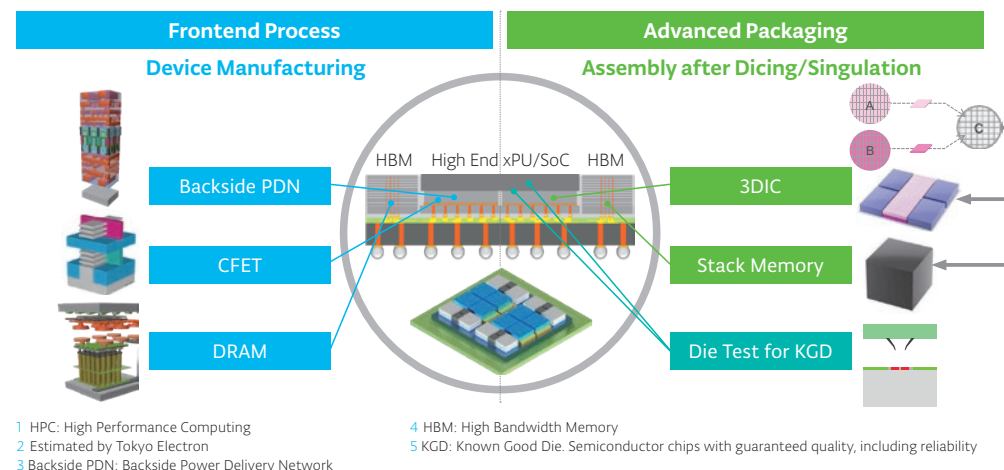 Frontend Process
Advanced Packaging
Device Manufacturing
Assembly after Dicing/Singulation
A
B
C
HBM
High End xPU/SoC
HBM
Backside PDN
3DIC
CFET
Stack Memory
DRAM
Die Test for KGD
1 HPC: High Performance Computing
2 Estimated by Tokyo Electron
3 Backside PDN: Backside Power Delivery Network
4 HBM: High Bandwidth Memory
5 KGD: Known Good Die. Semiconductor chips with guaranteed quality, including reliability